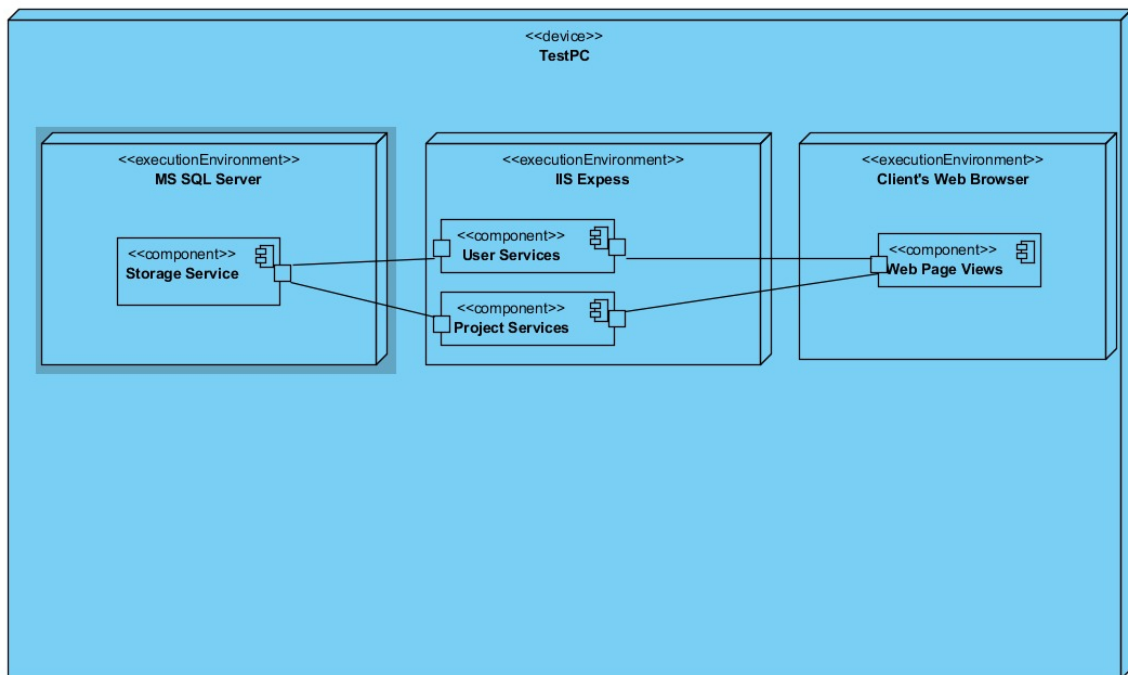 <<device>>
TestPC
<<executionEnvironment>>
MS SQL Server
<<component>>
Storage Service
<<executionEnvironment>>
IIS Expess
<<component>>
User Services
<<component>>
Project Services
<<executionEnvironment>>
Client's Web Browser
<<component>>
Web Page Views